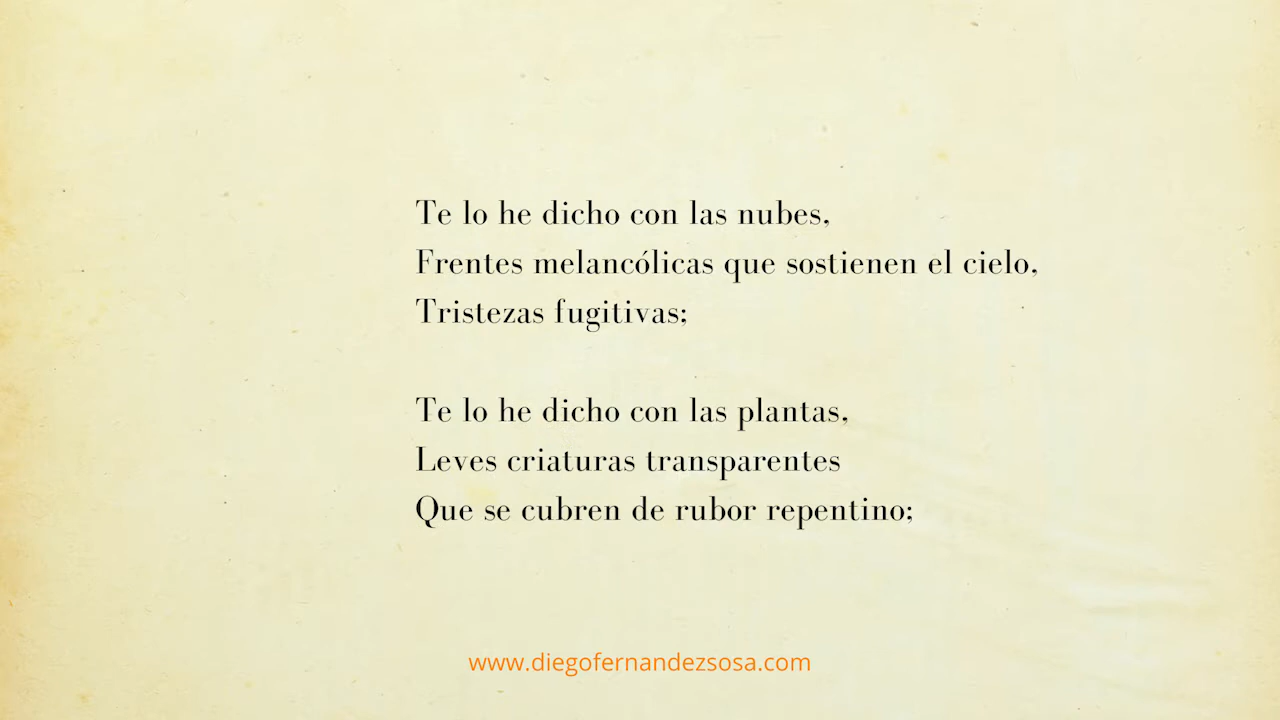 Te lo he dicho con las nubes,
Frentes melancólicas que sostienen el cielo,
Tristezas fugitivas;
Te lo he dicho con las plantas,
Leves criaturas transparentes
Que se cubren de rubor repentino;
www.diegofernandezsosa.com